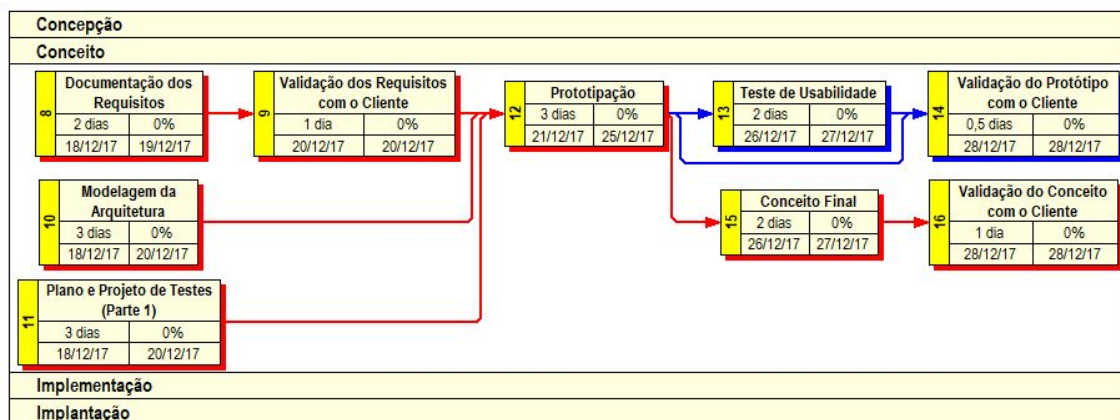 Concepção
Conceito
8
Documentação dos
Requisitos
2 dias 0%
18/12/17 19/12/17
9
Validação dos Requisitos
com o Cliente
1 dia 0%
20/12/17 20/12/17
12
Prototipação
3 dias 0%
21/12/17 25/12/17
13
Teste de Usabilidade
2 dias 0%
26/12/17 27/12/17
14
Validação do Protótipo
com o Cliente
0,5 dias 0%
28/12/17 28/12/17
10
Modelagem da
Arquitetura
3 dias 0%
18/12/17 20/12/17
15
Conceito Final
2 dias 0%
26/12/17 27/12/17
16
Validação do Conceito
com o Cliente
1 dia 0%
28/12/17 28/12/17
11
Plano e Projeto de Testes
(Parte 1)
3 dias 0%
18/12/17 20/12/17
Implementação
Implantação